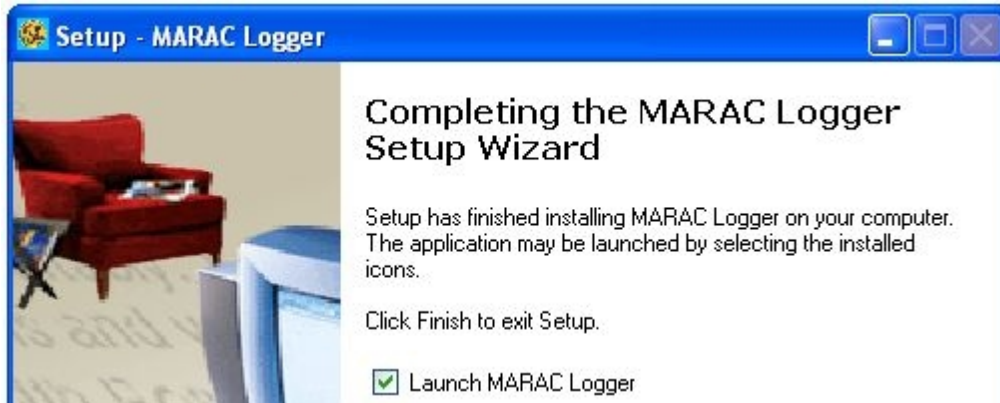 Setup - MARAC Logger
Completing the MARAC Logger
Setup Wizard
Setup has finished installing MARAC Logger on your computer.
The application may be launched by selecting the installed
icons.
Click Finish to exit Setup.
Launch MARAC Logger